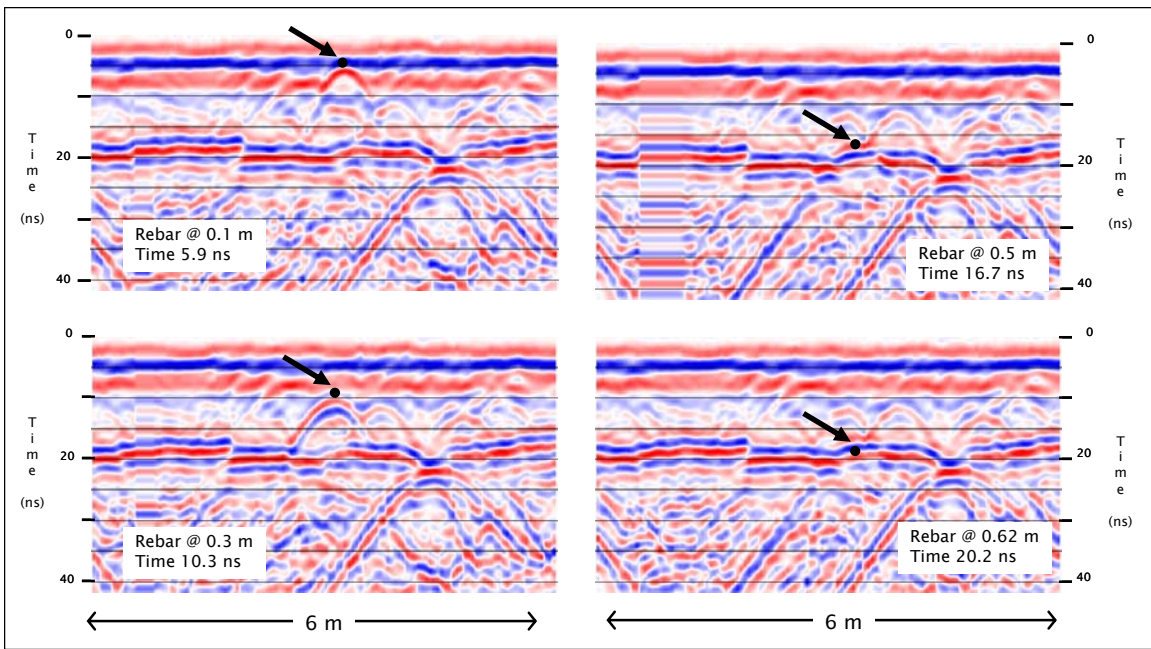 0
20
40
Time
(ns)
Rebar @ 0.1 m
Time 5.9 ns
0
20
40
Time
(ns)
Rebar @ 0.5 m
Time 16.7 ns
0
20
40
Time
(ns)
Rebar @ 0.3 m
Time 10.3 ns
0
20
40
Time
(ns)
Rebar @ 0.62 m
Time 20.2 ns
6 m
6 m